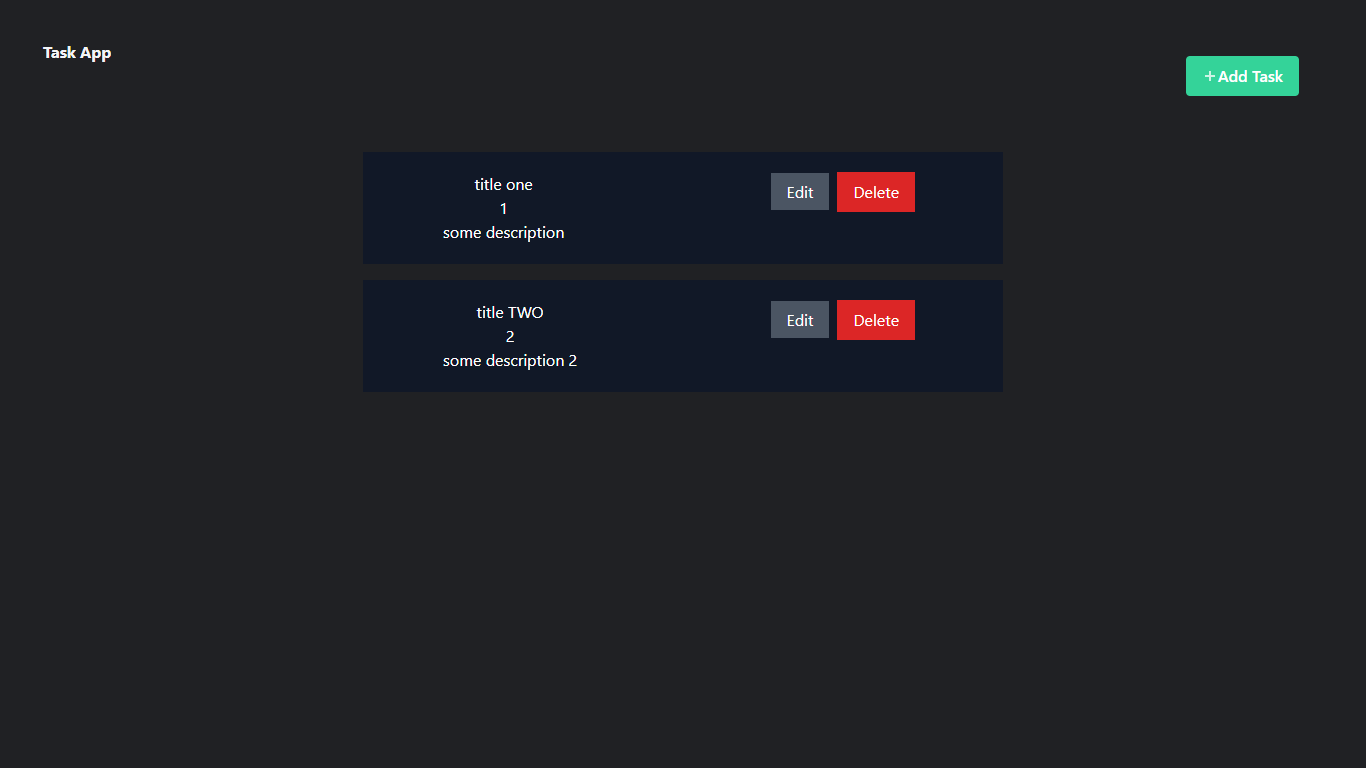 Task App
+ Add Task
title one
1
some description
Edit
Delete
title TWO
2
some description 2
Edit
Delete